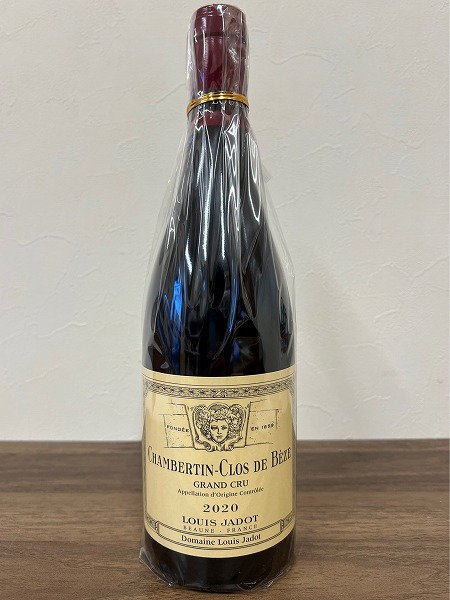 FONDÉE EN 1859
CHAMBERTIN-CLOS DE BÈZE
GRAND CRU
Appellation d'Origine Contrôlée
2020
LOUIS JADOT
BEAUNE - FRANCE
Domaine Louis Jadot